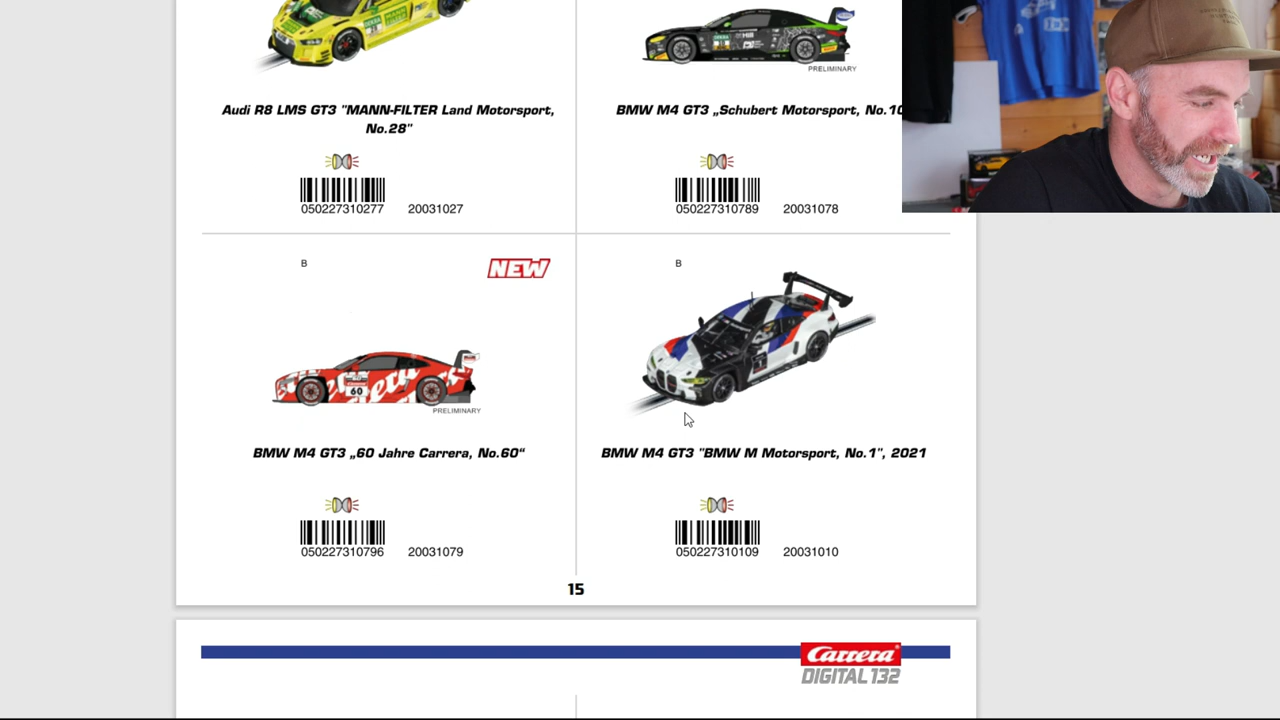 PRELIMINARY
Audi R8 LMS GT3 "MANN-FILTER Land Motorsport,
No.28"
BMW M4 GT3 „Schubert Motorsport, No.10
050227310277 20031027
050227310789 20031078
B
NEW
B
60
PRELIMINARY
BMW M4 GT3 „60 Jahre Carrera, No.60“
BMW M4 GT3 "BMW M Motorsport, No.1", 2021
050227310796 20031079
050227310109 20031010
15
Carrera
DIGITAL 132